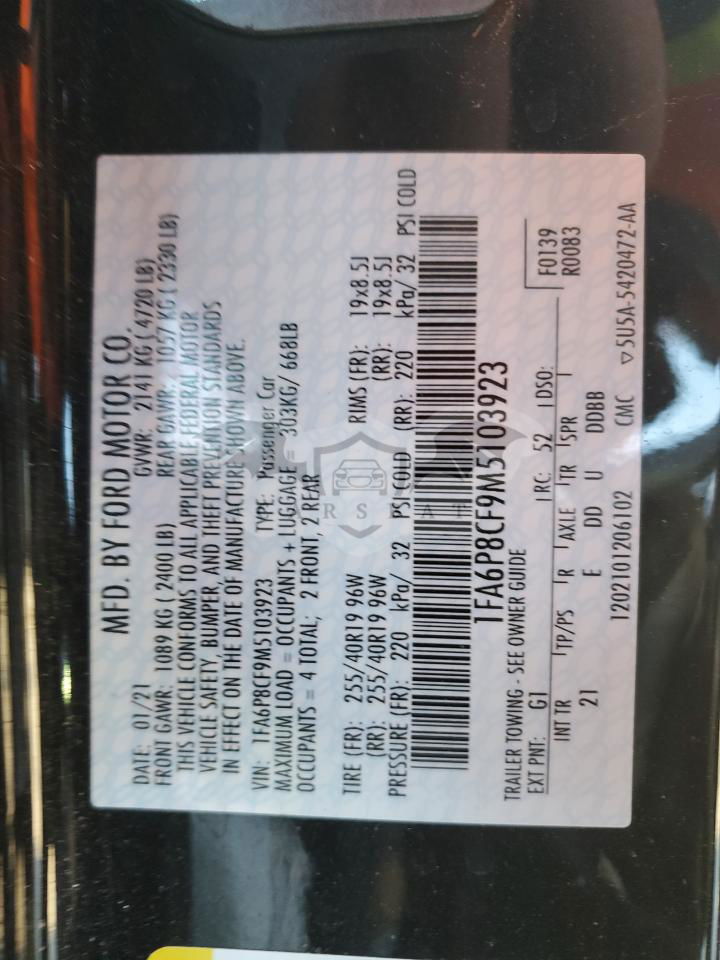 MFD. BY FORD MOTOR CO.
DATE: 01/21 GVWR: 2141 KG ( 4720 LB)
FRONT GAWR: 1089 KG ( 2400 LB) REAR GAWR: 1057 KG ( 2330 LB)
THIS VEHICLE CONFORMS TO ALL APPLICABLE FEDERAL MOTOR
VEHICLE SAFETY, BUMPER, AND THEFT PREVENTION STANDARDS
IN EFFECT ON THE DATE OF MANUFACTURE SHOWN ABOVE.
VIN: 1FA6P8CF9M5103923 TYPE: Passenger Car
MAXIMUM LOAD = OCCUPANTS + LUGGAGE = 303KG/ 668LB
OCCUPANTS = 4 TOTAL; 2 FRONT, 2 REAR
TIRE (FR): 255/40R19 96W RIMS (FR): 19x8.5J
(RR): 255/40R19 96W (RR): 19x8.5J
PRESSURE (FR): 220 kPa/ 32 PSI COLD (RR): 220 kPa/ 32 PSI COLD
1FA6P8CF9M5103923
TRAILER TOWING - SEE OWNER GUIDE
EXT PNT: G1 RC: 52 DSO: F0139
R0083
INT TR TP/PS R AXLE TR SPR
21 E DD U DDBB
12021012061​02 CMC ▽5U5A-5420472-AA